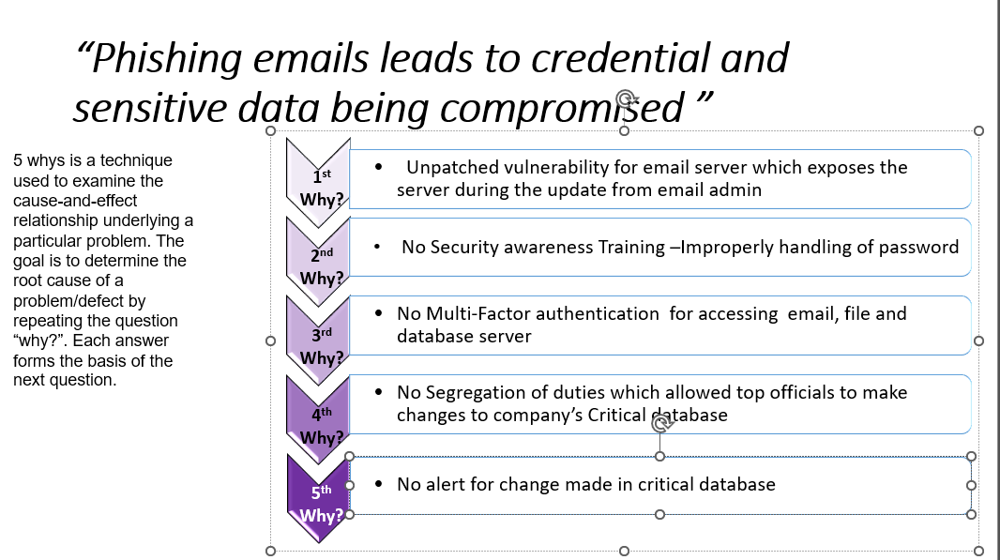 “Phishing emails leads to credential and
sensitive data being compromised ”
5 whys is a technique
used to examine the
cause-and-effect
relationship underlying a
particular problem. The
goal is to determine the
root cause of a
problem/defect by
repeating the question
“why?”. Each answer
forms the basis of the
next question.
1st
Why?
• Unpatched vulnerability for email server which exposes the
server during the update from email admin
2nd
Why?
• No Security awareness Training –Improperly handling of password
3rd
Why?
• No Multi-Factor authentication for accessing email, file and
database server
4th
Why?
• No Segregation of duties which allowed top officials to make
changes to company’s Critical database
5th
Why?
• No alert for change made in critical database